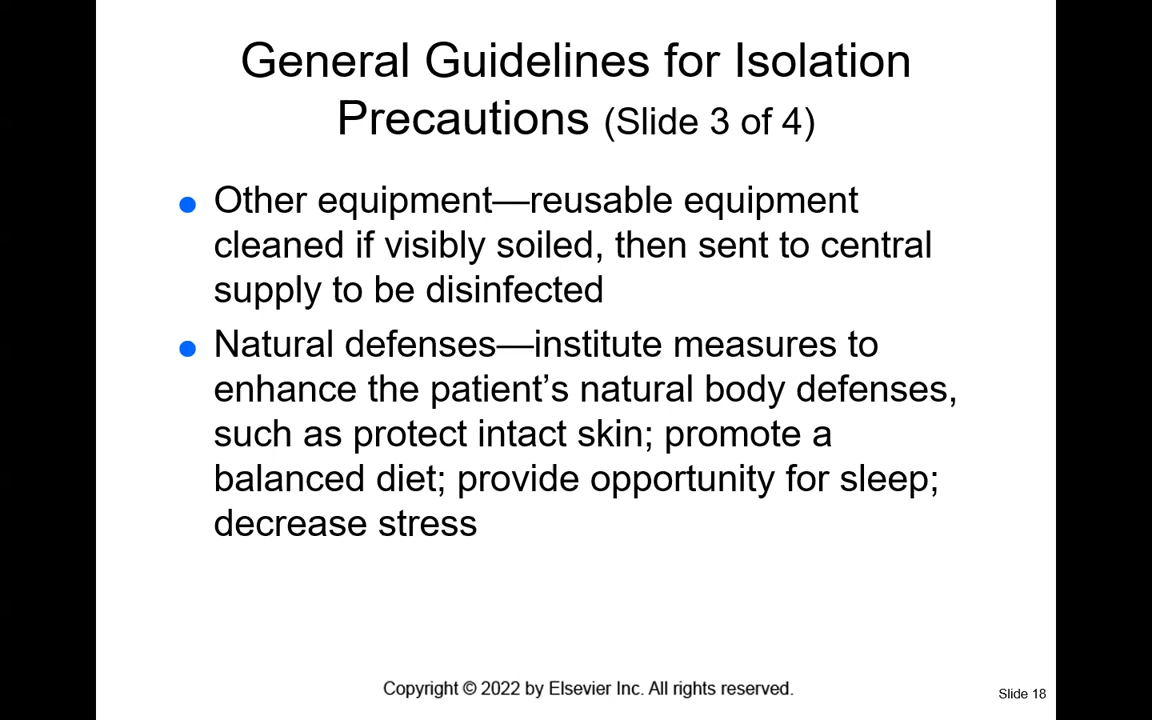 General Guidelines for Isolation
Precautions (Slide 3 of 4)
● Other equipment—reusable equipment
cleaned if visibly soiled, then sent to central
supply to be disinfected
● Natural defenses—institute measures to
enhance the patient’s natural body defenses,
such as protect intact skin; promote a
balanced diet; provide opportunity for sleep;
decrease stress
Copyright © 2022 by Elsevier Inc. All rights reserved.
Slide 18